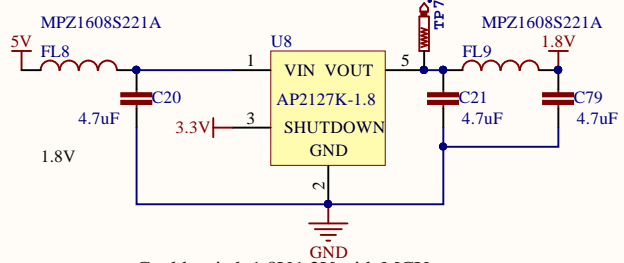 MPZ1608S221A
5V
FL8
C20
4.7uF
1.8V
U8
1
VIN VOUT
5
AP2127K-1.8
3.3V
3
SHUTDOWN
GND
2
GND
TP7
MPZ1608S221A
FL9
1.8V
C21
4.7uF
C79
4.7uF